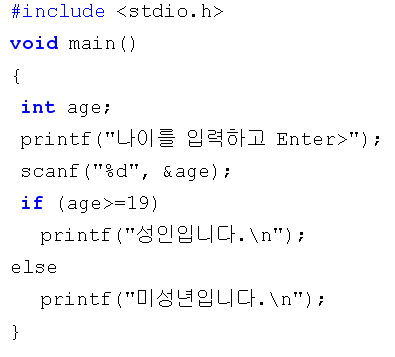 #include <stdio.h>
void main()
{
int age;
printf("나이를 입력하고 Enter>");
scanf("%d", &age);
if (age>=19)
printf("성인입니다.\n");
else
printf("미성년입니다.\n");
}